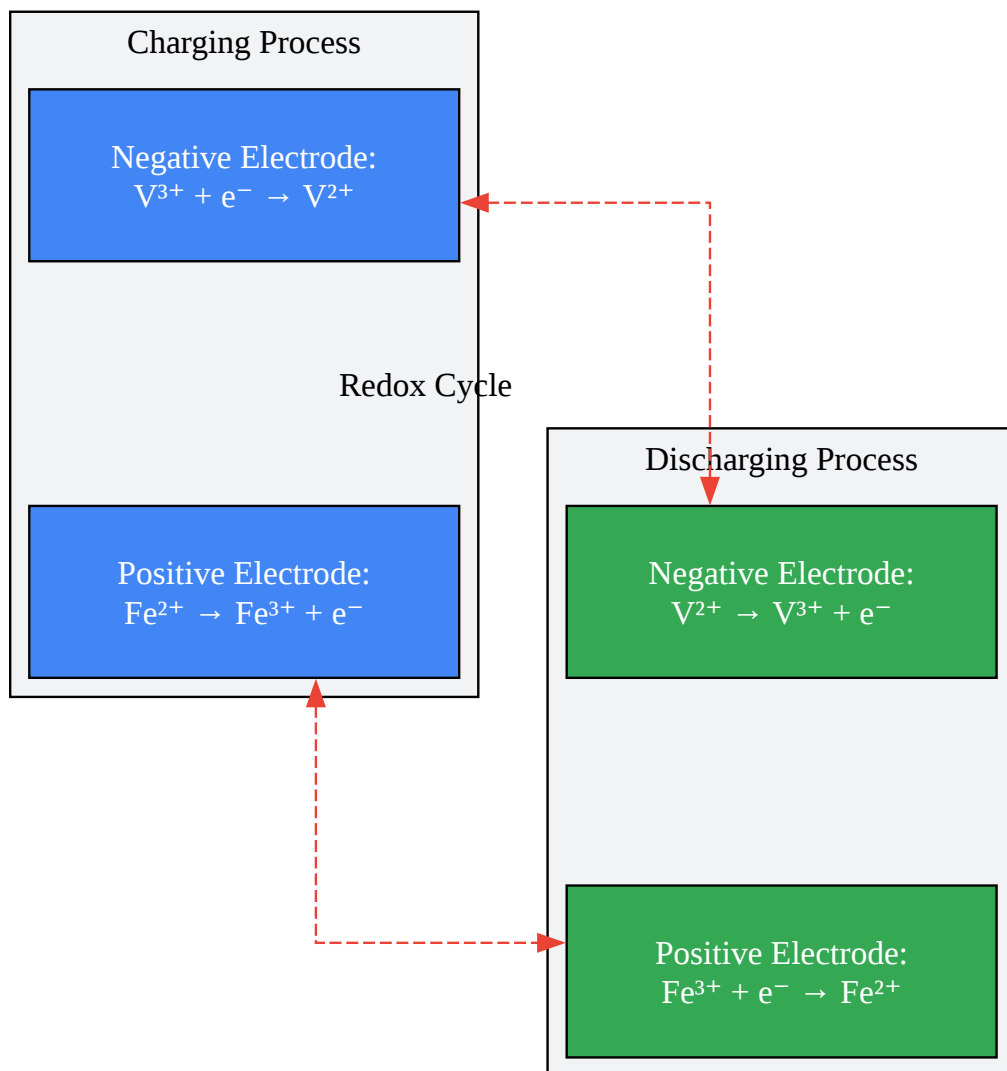 Charging Process
Negative Electrode:
V³⁺ + e⁻ → V²⁺
Redox Cycle
Positive Electrode:
Fe²⁺ → Fe³⁺ + e⁻
Discharging Process
Negative Electrode:
V²⁺ → V³⁺ + e⁻
Positive Electrode:
Fe³⁺ + e⁻ → Fe²⁺